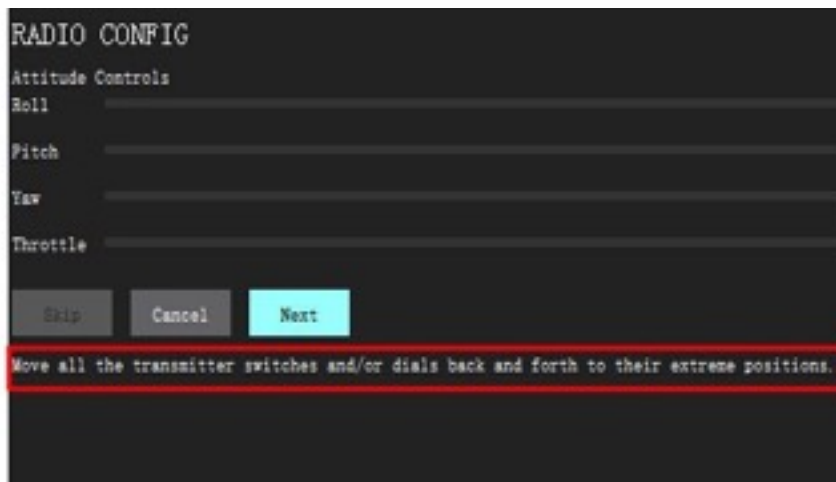 RADIO CONFIG
Attitude Controls
Roll
Pitch
Yaw
Throttle
Skip Cancel Next
Move all the transmitter switches and/or dials back and forth to their extreme positions.